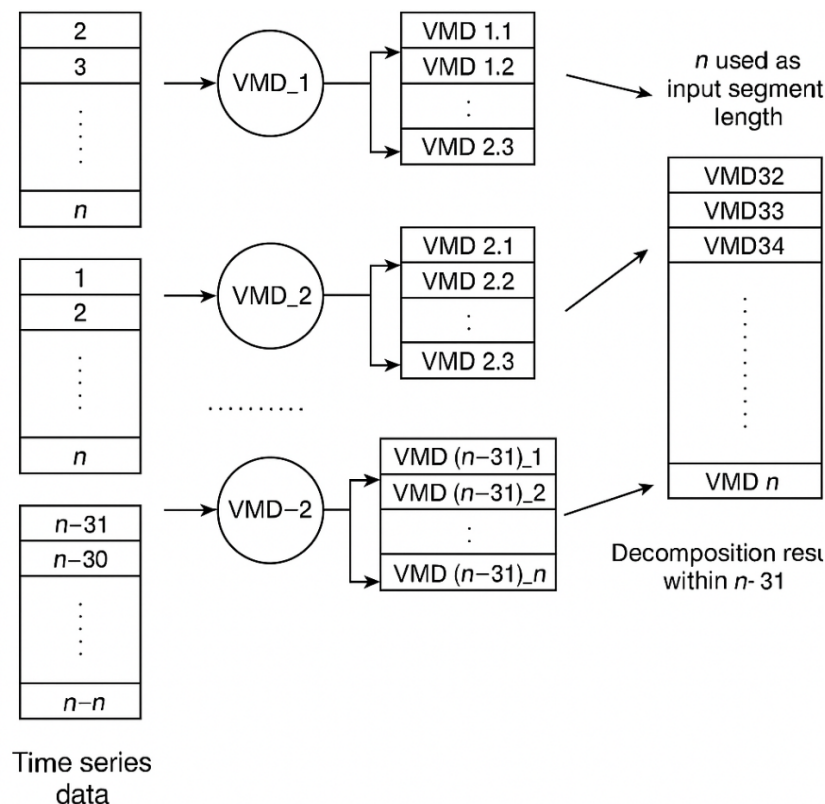 2
3
n
VMD_1
VMD 1.1
VMD 1.2
:
VMD 2.3
n used as
input segment
length
1
2
n
VMD_2
VMD 2.1
VMD 2.2
:
VMD 2.3
VMD32
VMD33
VMD34
VMD n
..........
n–31
n–30
n–n
VMD–2
VMD (n–31)_1
VMD (n–31)_2
:
VMD (n–31)_n
Decomposition resu
within n- 31
Time series
data